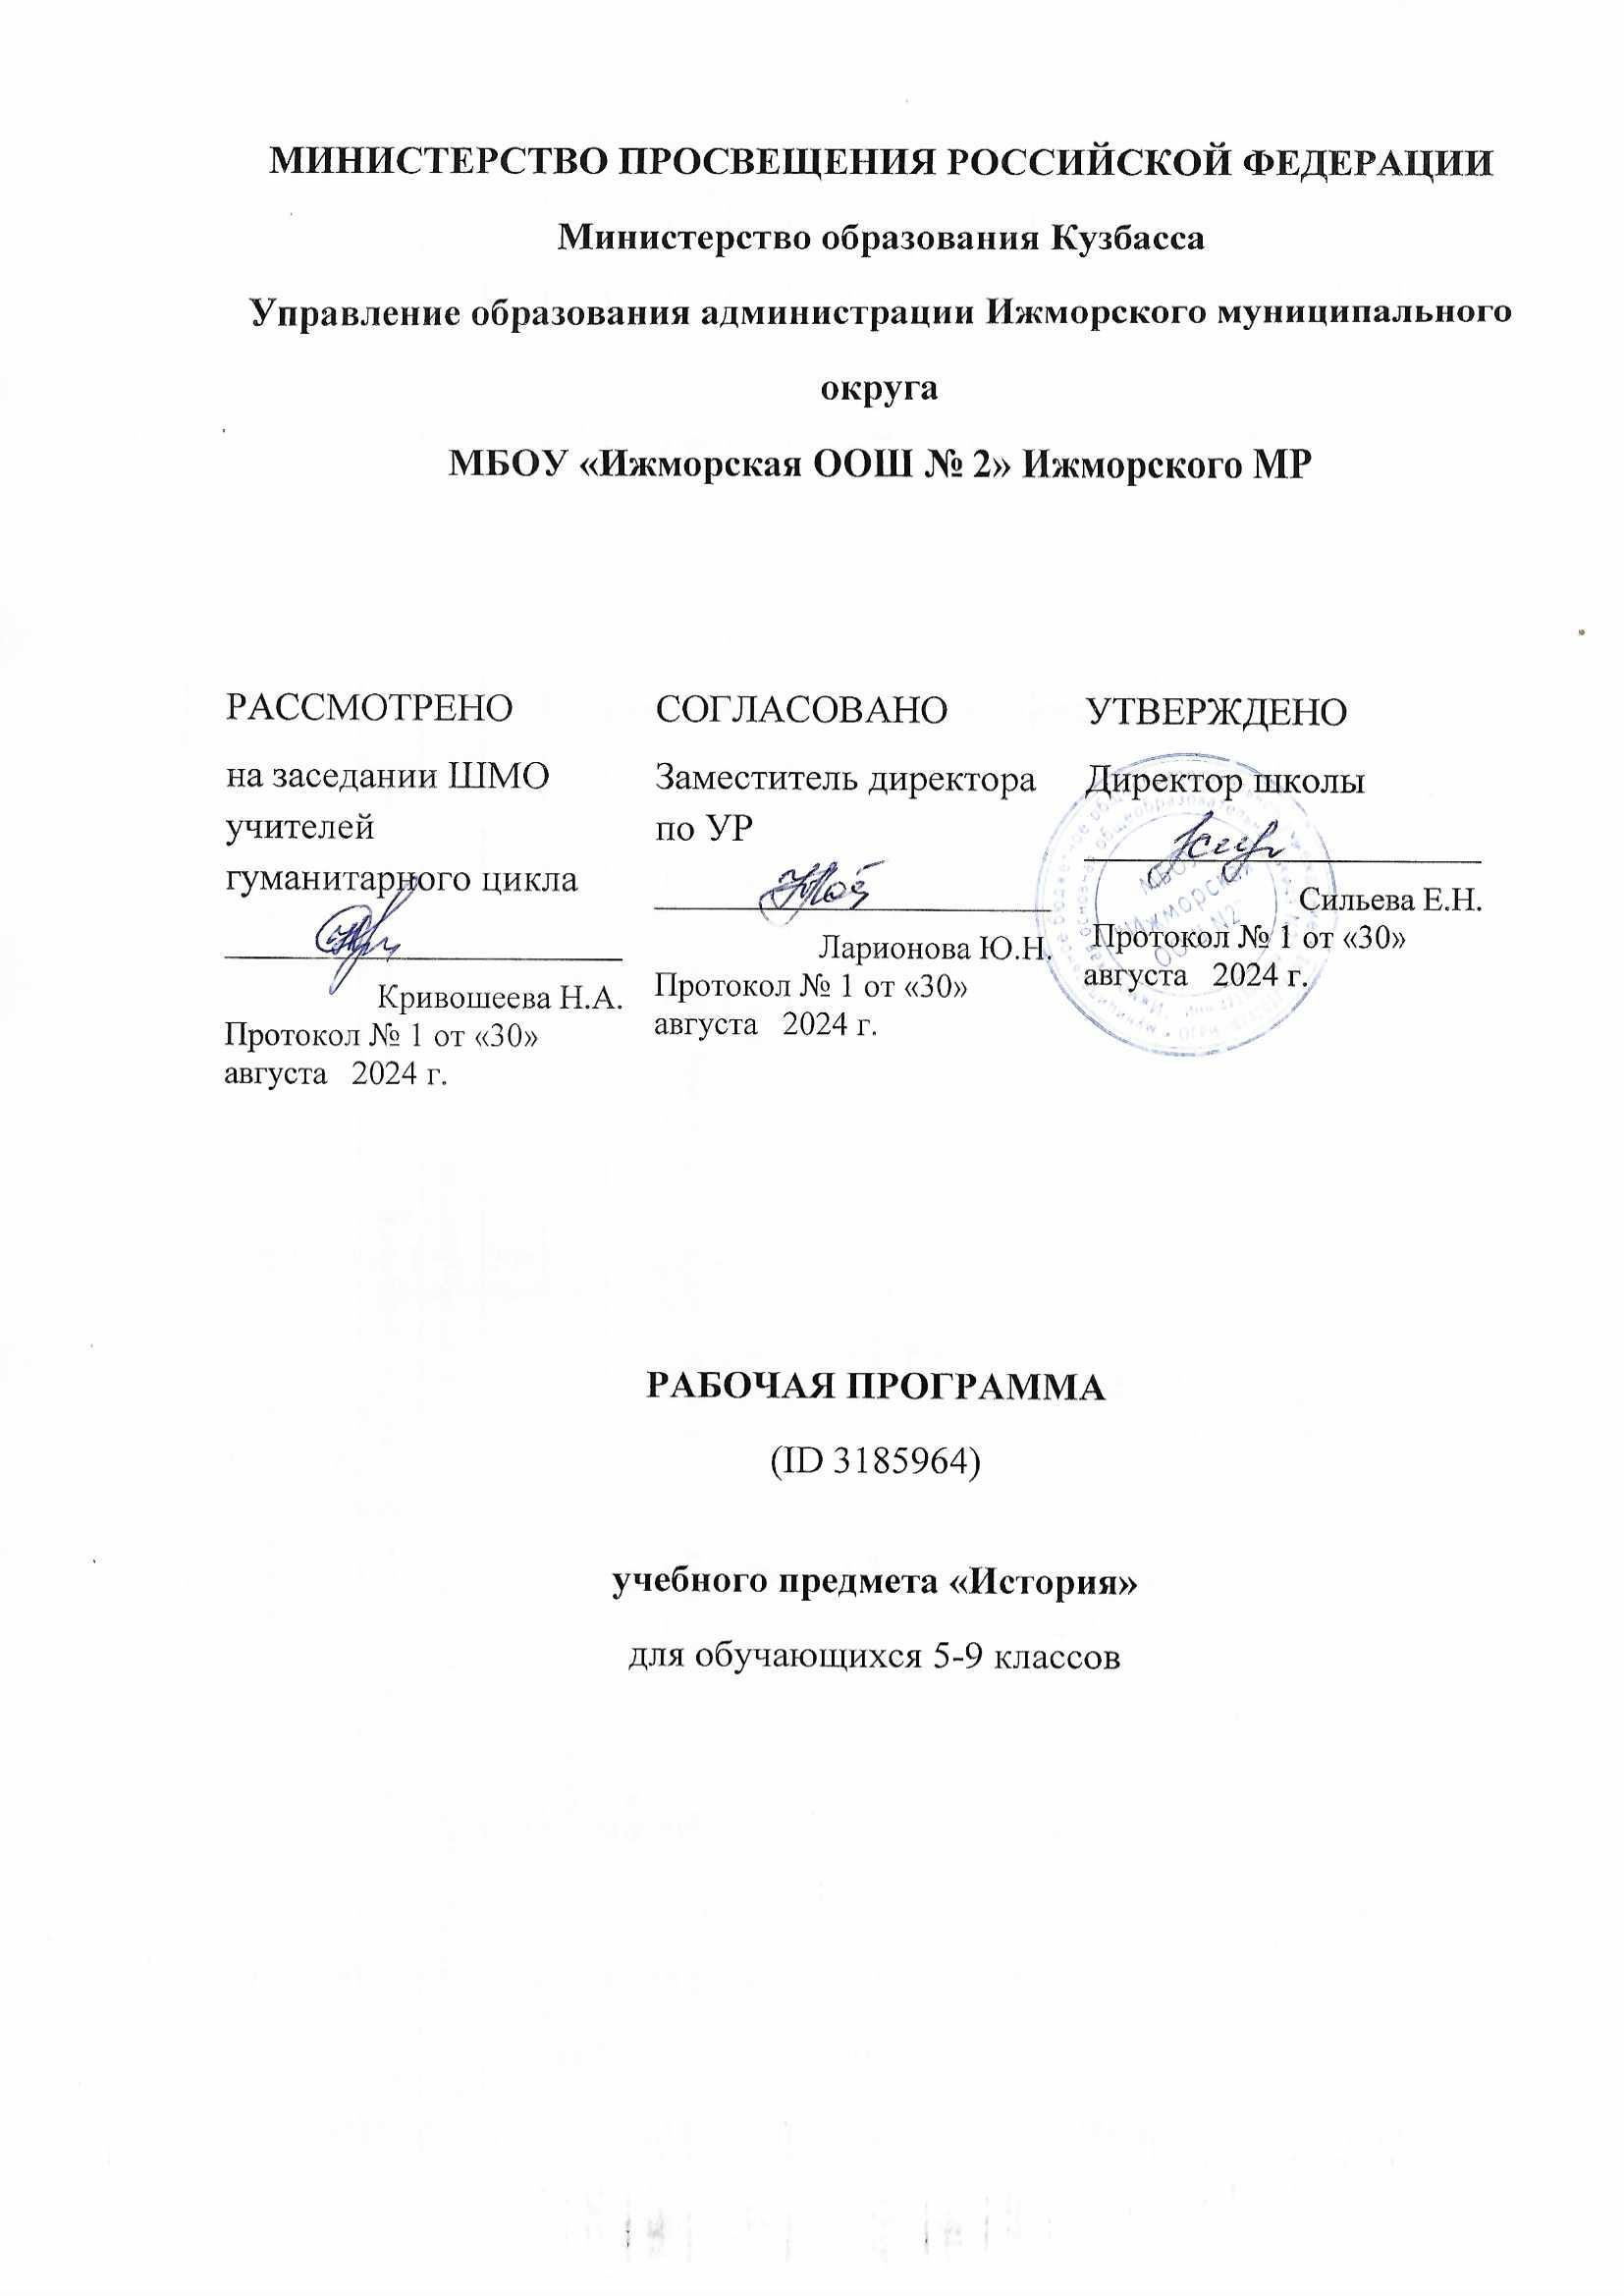 МИНИСТЕРСТВО ПРОСВЕЩЕНИЯ РОССИЙСКОЙ ФЕДЕРАЦИИ
Министерство образования Кузбасса
Управление образования администрации Ижморского муниципального
округа
МБОУ «Ижморская ООШ № 2» Ижморского МР
РАССМОТРЕНО
на заседании ШМО
учителей
гуманитарного цикла
Кривошеева Н.А.
Протокол № 1 от «30»
августа 2024 г.
СОГЛАСОВАНО
Заместитель директора
по УР
Ларионова Ю.Н.
Протокол № 1 от «30»
августа 2024 г.
УТВЕРЖДЕНО
Директор школы
Сильева Е.Н.
Протокол № 1 от «30»
августа 2024 г.
РАБОЧАЯ ПРОГРАММА
(ID 3185964)
учебного предмета «История»
для обучающихся 5-9 классов